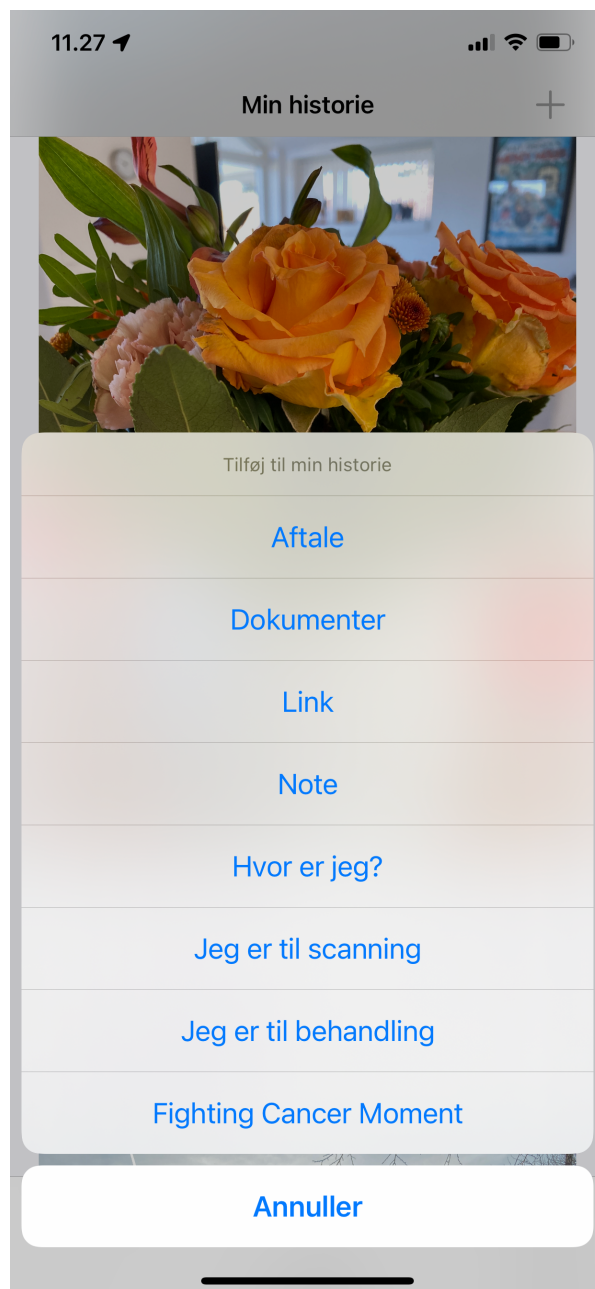 11.27
Min historie
Tilføj til min historie
Aftale
Dokumenter
Link
Note
Hvor er jeg?
Jeg er til scanning
Jeg er til behandling
Fighting Cancer Moment
Annuller